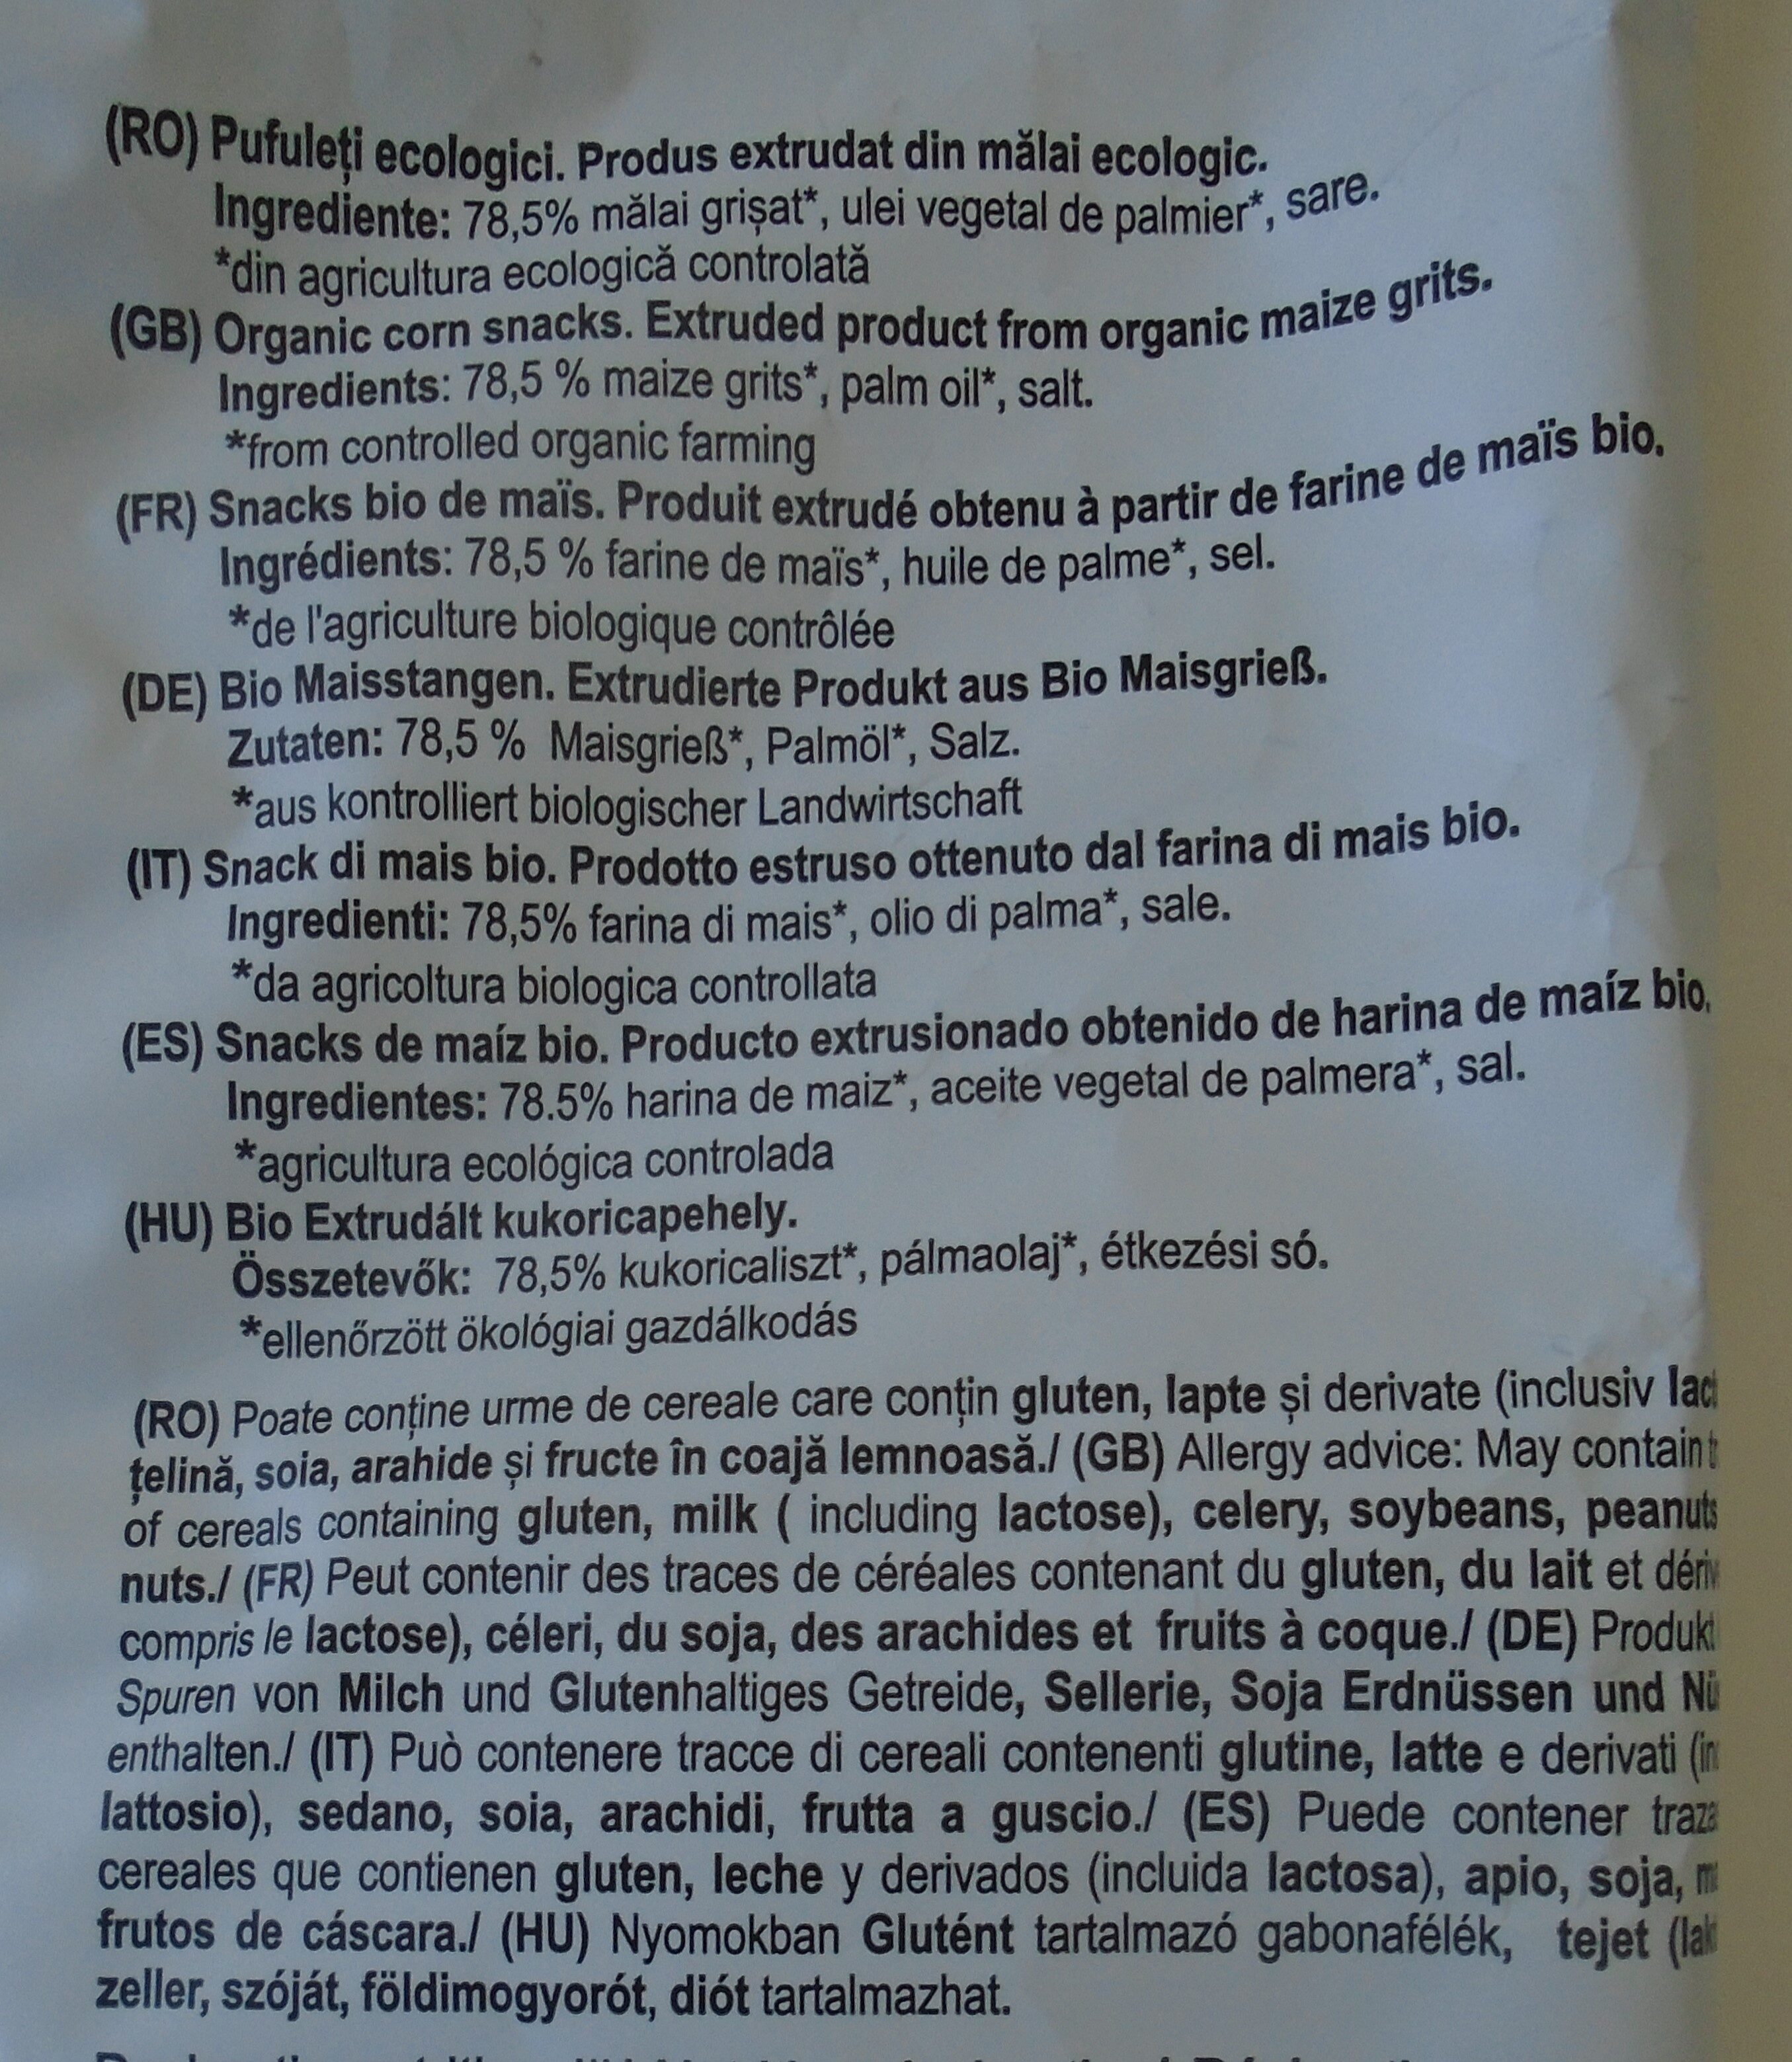 (RO) Pufuleți ecologici. Produs extrudat din mălai ecologic.
Ingrediente: 78,5% mălai grișat*, ulei vegetal de palmier*, sare.
*din agricultura ecologică controlată
(GB) Organic corn snacks. Extruded product from organic maize grits.
Ingredients: 78,5 % maize grits*, palm oil*, salt.
*from controlled organic farming
(FR) Snacks bio de maïs. Produit extrudé obtenu à partir de farine de maïs bio.
Ingrédients: 78,5 % farine de maïs*, huile de palme*, sel.
*de l'agriculture biologique contrôlée
(DE) Bio Maisstangen. Extrudierte Produkt aus Bio Maisgrieß.
Zutaten: 78,5 % Maisgrieß*, Palmöl*, Salz.
*aus kontrolliert biologischer Landwirtschaft
(IT) Snack di mais bio. Prodotto estruso ottenuto dal farina di mais bio.
Ingredienti: 78,5% farina di mais*, olio di palma*, sale.
*da agricoltura biologica controllata
(ES) Snacks de maíz bio. Producto extrusionado obtenido de harina de maíz bio.
Ingredientes: 78.5% harina de maiz*, aceite vegetal de palmera*, sal.
*agricultura ecológica controlada
(HU) Bio Extrudált kukoricapehely.
Összetevők: 78,5% kukoricaliszt*, pálmaolaj*, étkezési só.
*ellenőrzött ökológiai gazdálkodás
(RO) Poate conține urme de cereale care conțin gluten, lapte și derivate (inclusiv
țelină, soia, arahide și fructe în coajă lemnoasă./ (GB) Allergy advice: May contain
of cereals containing gluten, milk ( including lactose), celery, soybeans, peanuts
nuts./ (FR) Peut contenir des traces de céréales contenant du gluten, du lait et
compris le lactose), céleri, du soja, des arachides et fruits à coque./ (DE) Produkt
Spuren von Milch und Glutenhaltiges Getreide, Sellerie, Soja Erdnüssen und
enthalten./ (IT) Può contenere tracce di cereali contenenti glutine, latte e derivati
lattosio), sedano, soia, arachidi, frutta a guscio./ (ES) Puede contener
cereales que contienen gluten, leche y derivados (incluida lactosa), apio, soja,
frutos de cáscara./ (HU) Nyomokban Glutént tartalmazó gabonafélék, tejet
zeller, szóját, földimogyorót, diót tartalmazhat.